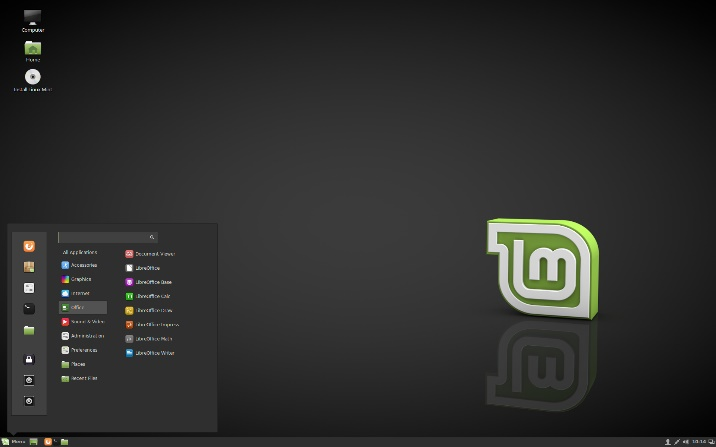 Computer
Home
Install Linux Mint
All Applications
Accessories
Graphics
Internet
Office
Sound & Video
Administration
Preferences
Places
Recent Files
Document Viewer
LibreOffice
LibreOffice Base
LibreOffice Calc
LibreOffice Draw
LibreOffice Impress
LibreOffice Math
LibreOffice Writer
Menu